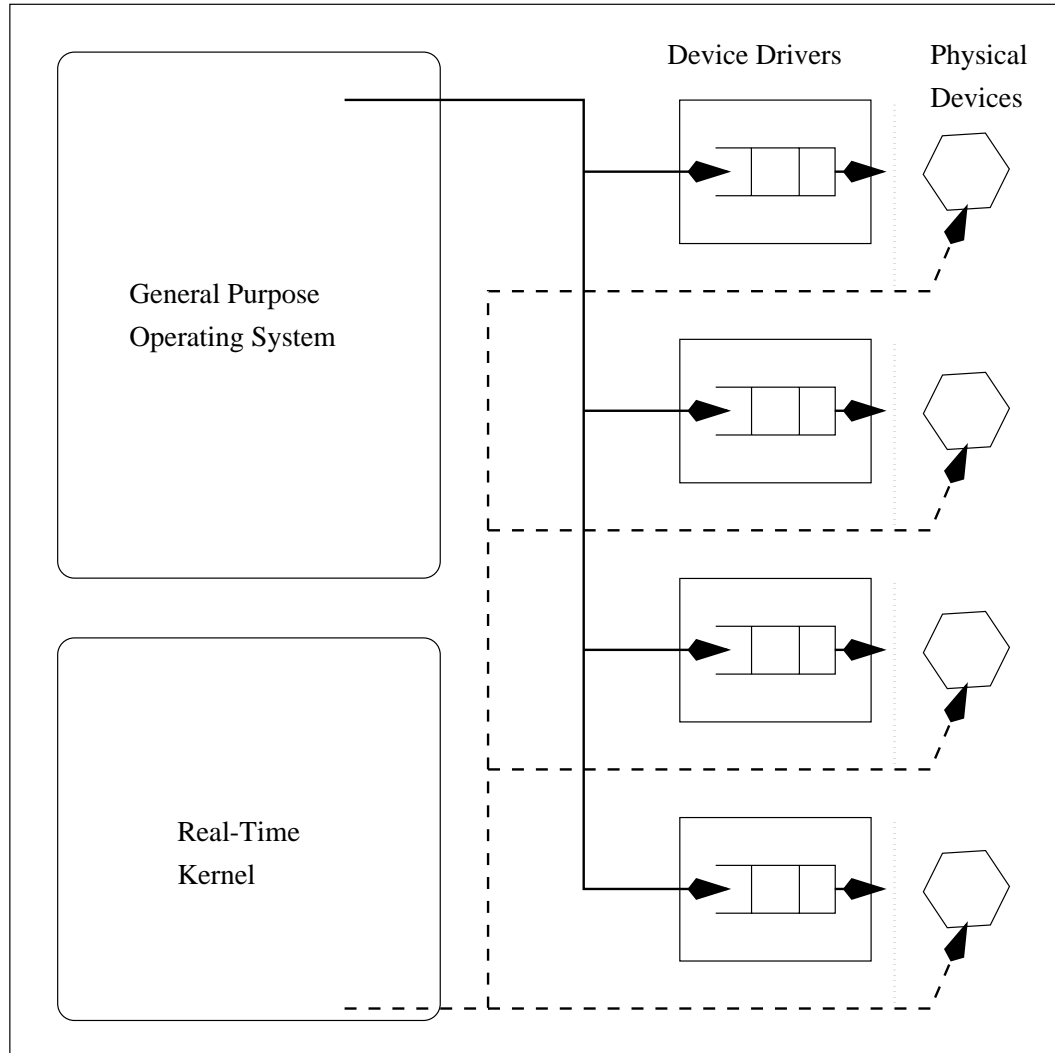 Device Drivers
Physical
Devices
General Purpose
Operating System
Real-Time
Kernel